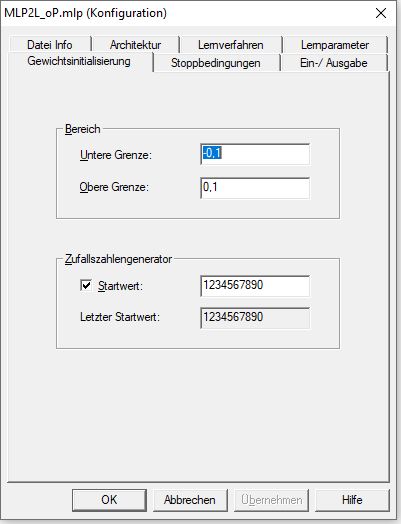 MLP2L_oP.mlp (Konfiguration)
Datei Info
Architektur
Lernverfahren
Lernparameter
Gewichtsinitialisierung
Stoppbedingungen
Ein-/ Ausgabe
Bereich
Untere Grenze:
-0,1
Obere Grenze:
0,1
Zufallszahlengenerator
Startwert:
1234567890
Letzter Startwert:
1234567890
OK
Abbrechen
Übernehmen
Hilfe